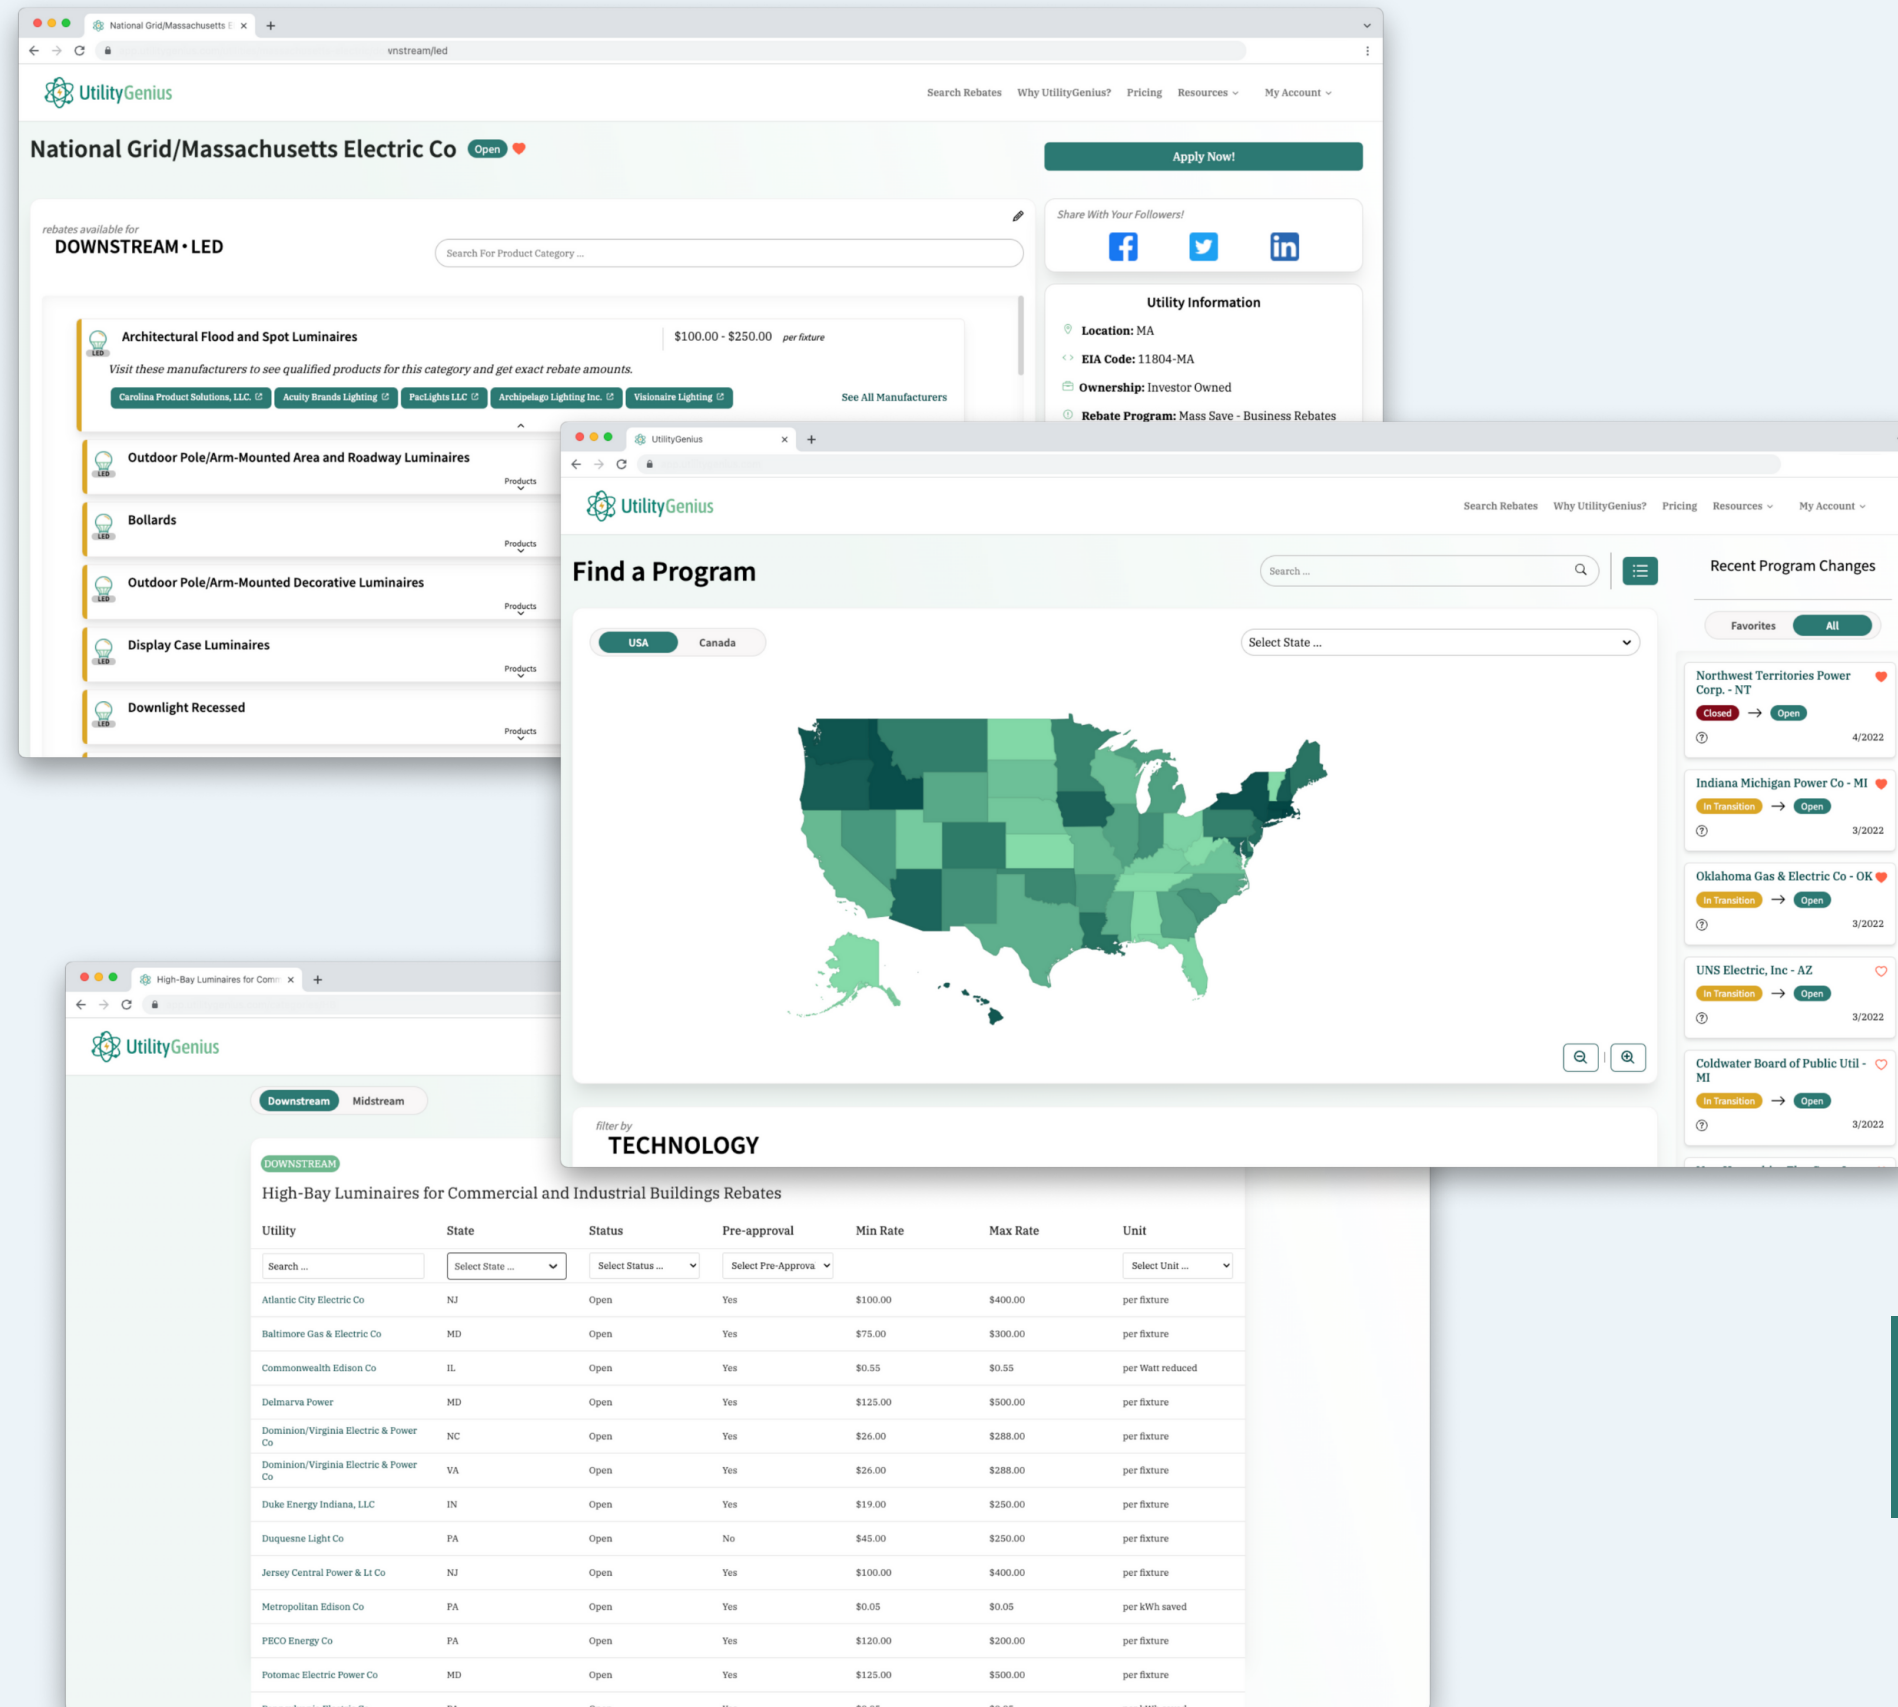 National Grid/Massachusetts E
vnstream/led
UtilityGenius
Search Rebates Why UtilityGenius? Pricing Resources My Account
National Grid/Massachusetts Electric Co Open
Apply Now!
rebates available for
DOWNSTREAM • LED
Search For Product Category ...
Share With Your Followers!
Utility Information
Location: MA
EIA Code: 11804-MA
Ownership: Investor Owned
Rebate Program: Mass Save - Business Rebates
LED
Architectural Flood and Spot Luminaires
$100.00 - $250.00 per fixture
Visit these manufacturers to see qualified products for this category and get exact rebate amounts.
Carolina Product Solutions, LLC. Acuity Brands Lighting PacLights LLC Archipelago Lighting Inc. Visionaire Lighting See All Manufacturers
LED
Outdoor Pole/Arm-Mounted Area and Roadway Luminaires
Products
LED
Bollards
Products
LED
Outdoor Pole/Arm-Mounted Decorative Luminaires
Products
LED
Display Case Luminaires
Products
LED
Downlight Recessed
Products
UtilityGenius
UtilityGenius
Search Rebates Why UtilityGenius? Pricing Resources My Account
Find a Program
Search ...
USA Canada
Select State ...
filter by
TECHNOLOGY
Recent Program Changes
Favorites All
Northwest Territories Power
Corp. - NT
Closed → Open
4/2022
Indiana Michigan Power Co - MI
In Transition → Open
3/2022
Oklahoma Gas & Electric Co - OK
In Transition → Open
3/2022
UNS Electric, Inc - AZ
In Transition → Open
3/2022
Coldwater Board of Public Util -
MI
In Transition → Open
3/2022
High-Bay Luminaires for Comm
UtilityGenius
Downstream Midstream
DOWNSTREAM
High-Bay Luminaires for Commercial and Industrial Buildings Rebates
Utility State Status Pre-approval Min Rate Max Rate Unit
Search ... Select State ... Select Status ... Select Pre-Approva Select Unit ...
Atlantic City Electric Co NJ Open Yes $100.00 $400.00 per fixture
Baltimore Gas & Electric Co MD Open Yes $75.00 $300.00 per fixture
Commonwealth Edison Co IL Open Yes $0.55 $0.55 per Watt reduced
Delmarva Power MD Open Yes $125.00 $500.00 per fixture
Dominion/Virginia Electric & Power
Co NC Open Yes $26.00 $288.00 per fixture
Dominion/Virginia Electric & Power
Co VA Open Yes $26.00 $288.00 per fixture
Duke Energy Indiana, LLC IN Open Yes $19.00 $250.00 per fixture
Duquesne Light Co PA Open No $45.00 $250.00 per fixture
Jersey Central Power & Lt Co NJ Open Yes $100.00 $400.00 per fixture
Metropolitan Edison Co PA Open Yes $0.05 $0.05 per kWh saved
PECO Energy Co PA Open Yes $120.00 $200.00 per fixture
Potomac Electric Power Co MD Open Yes $125.00 $500.00 per fixture